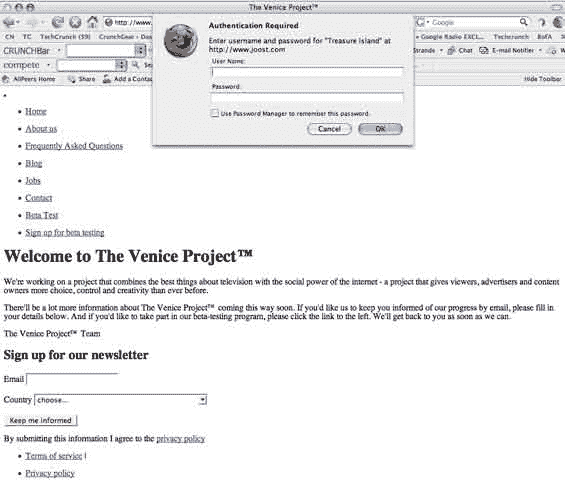 The Venice Project™
http://www.
Authentication Required
Enter username and password for "Treasure Island" at
http://www.joost.com
User Name:
Password:
Use Password Manager to remember this password.
Cancel OK
Google
CN TC TechCrunch (59) CrunchGear
Google Radio EXCL... Techcrunch BofA
CRUNCHBar
Strands Chat E-mail Notifier
compete
AllPeers Home Share Add a Conta
Hide Toolbar
Home
About us
Frequently Asked Questions
Blog
Jobs
Contact
Beta Test
Sign up for beta testing
Welcome to The Venice Project™
We're working on a project that combines the best things about television with the social power of the internet - a project that gives viewers, advertisers and content
owners more choice, control and creativity than ever before.
There'll be a lot more information about The Venice Project™ coming this way soon. If you'd like us to keep you informed of our progress by email, please fill in
your details below. And if you'd like to take part in our beta-testing program, please click the link to the left. We'll get back to you as soon as we can.
The Venice Project™ Team
Sign up for our newsletter
Email
Country choose...
Keep me informed
By submitting this information I agree to the privacy policy
Terms of service |
Privacy policy